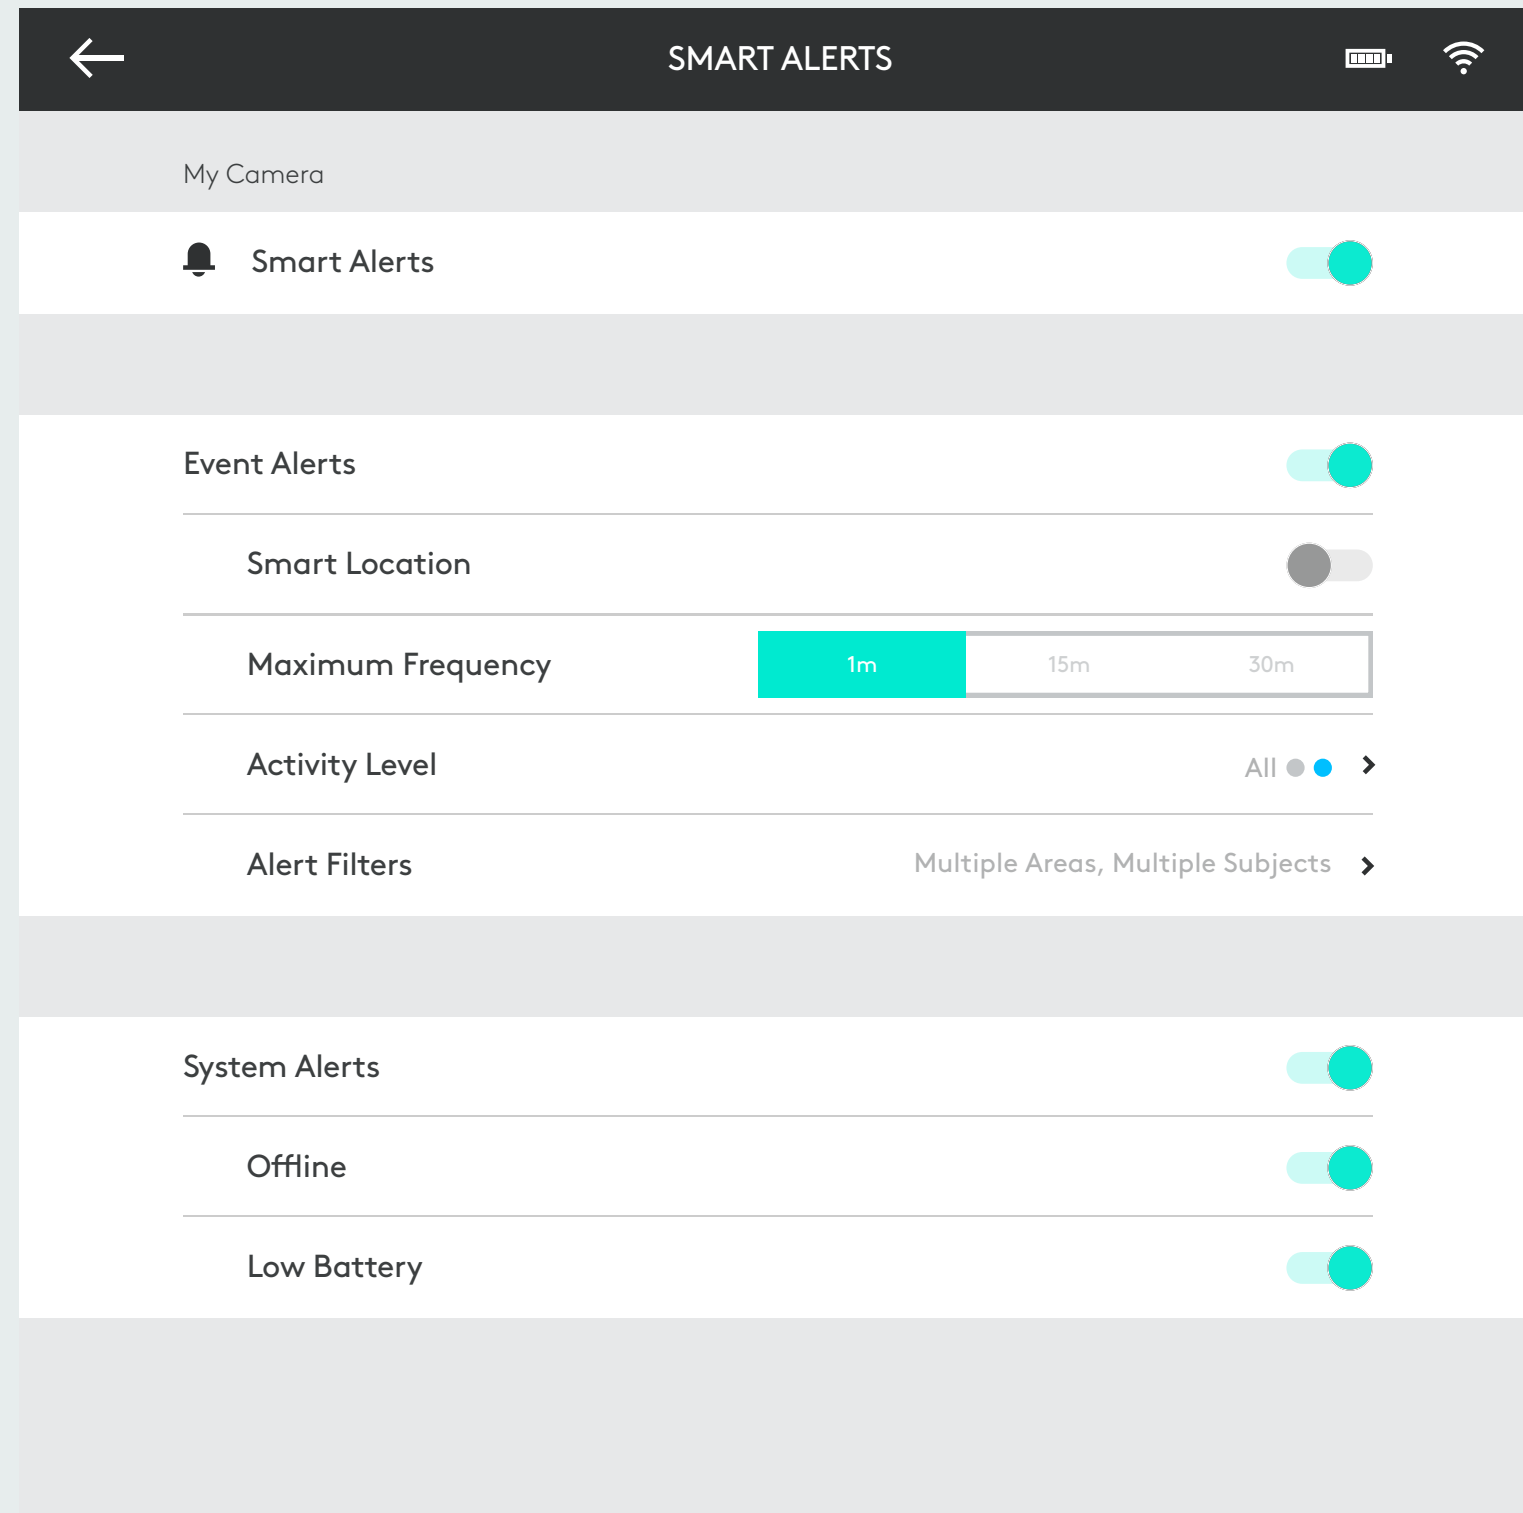 SMART ALERTS
My Camera
Smart Alerts
Event Alerts
Smart Location
Maximum Frequency 1m 15m 30m
Activity Level All
Alert Filters Multiple Areas, Multiple Subjects
System Alerts
Offline
Low Battery